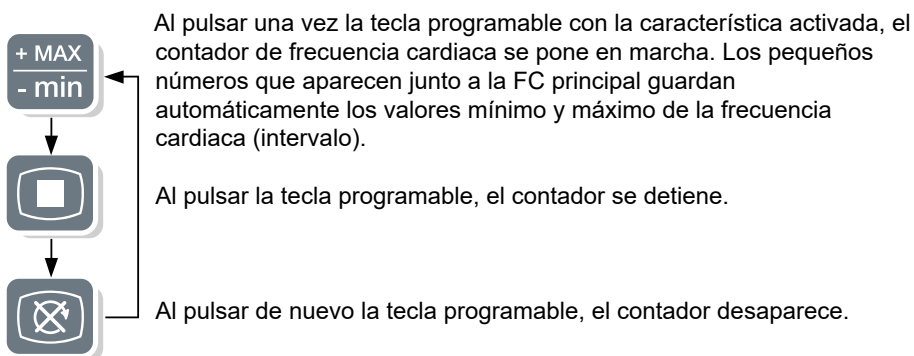 Al pulsar una vez la tecla programable con la característica activada, el
+ MAX
- min
contador de frecuencia cardiaca se pone en marcha. Los pequeños
números que aparecen junto a la FC principal guardan
automáticamente los valores mínimo y máximo de la frecuencia
cardiaca (intervalo).
Al pulsar la tecla programable, el contador se detiene.
Al pulsar de nuevo la tecla programable, el contador desaparece.